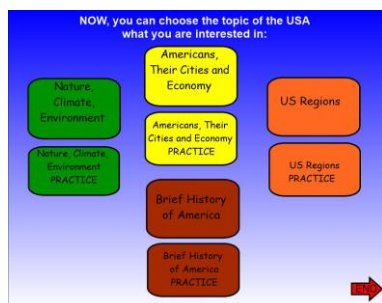 NOW, you can choose the topic of the USA
what you are interested in:
Nature,
Climate,
Environment
Nature, Climate,
Environment
PRACTICE
Americans,
Their Cities and
Economy
Americans, Their
Cities and Economy
PRACTICE
Brief History
of America
Brief History
of America
PRACTICE
US Regions
US Regions
PRACTICE
END